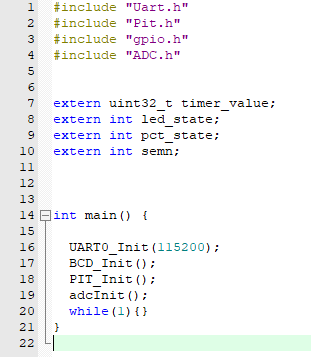 1 #include "Uart.h"
2 #include "Pit.h"
3 #include "gpio.h"
4 #include "ADC.h"
5
6
7 extern uint32_t timer_value;
8 extern int led_state;
9 extern int pct_state;
10 extern int semn;
11
12
13
14 int main() {
15
16   UART0_Init(115200);
17   BCD_Init();
18   PIT_Init();
19   adcInit();
20   while(1){}
21 }
22